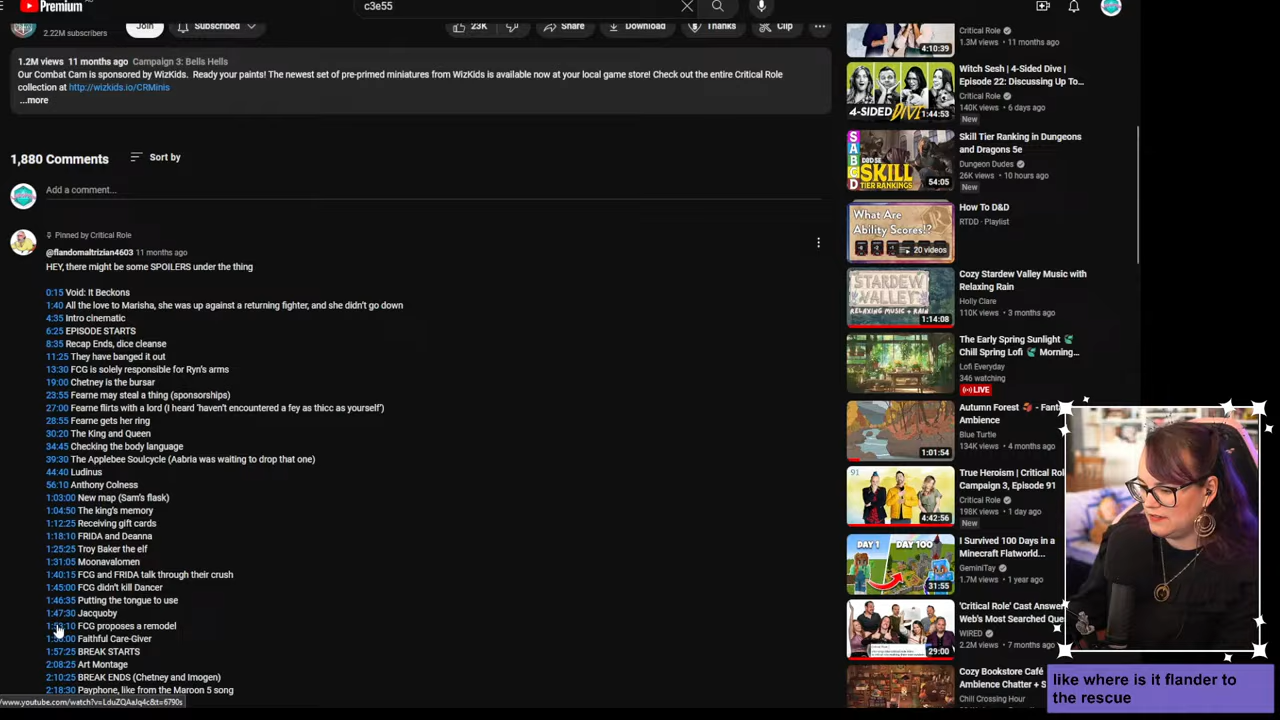 Premium
c3e55
2.22M subscribers
Join
Subscribed
23K
Share
Download
Thanks
Clip
1.2M views 11 months ago Campaign 3: Bells Hells
Our Combat Cam is sponsored by WizKids. Ready your paints! The newest set of pre-primed miniatures from WizKids is available now at your local game store! Check out the entire Critical Role
collection at http://wizkids.io/CRMinis
...more
1,880 Comments
Sort by
Add a comment...
Pinned by Critical Role
@flandomaltrizian4603 11 months ago
HEY, there might be some SPOILERS under the thing
0:15 Void: It Beckons
1:40 All the love to Marisha, she was up against a returning fighter, and she didn't go down
4:35 Intro cinematic
6:25 EPISODE STARTS
8:35 Recap Ends, dice cleanse
11:25 They have banged it out
13:30 FCG is solely responsible for Ryn's arms
19:00 Chetney is the bursar
23:55 Fearne may steal a thing (sponsorships)
27:00 Fearne flirts with a lord (I heard 'haven't encountered a fey as thicc as yourself')
28:55 Fearne gets her ring
30:20 The King and Queen
34:45 Checking the body language
39:30 The Applebee Soulcycle (Aabria was waiting to drop that one)
44:40 Ludinus
56:10 Anthony Colness
1:03:00 New map (Sam's flask)
1:04:50 The king's memory
1:12:25 Receiving gift cards
1:18:10 FRIDA and Deanna
1:25:25 Troy Baker the elf
1:31:05 Moonavalomen
1:40:15 FCG and FRIDA talk through their crush
1:45:00 FCG didn't kill Dancer
1:46:35 Putting the tongue to use
1:47:30 Jasquoby
FCG proposes a remodel
Faithful Care-Giver
1:57:25 BREAK STARTS
2:08:25 Art Break
2:10:25 BREAK ENDS
2:18:30 Payphone, like from the Maroon 5 song
/www.youtube.com/watch?v=LduZQAaJq4c&t=6790s
4:10:39
Critical Role
1.3M views • 11 months ago
4-SIDED DIVE
1:44:53
Witch Sesh | 4-Sided Dive |
Episode 22: Discussing Up To...
Critical Role
140K views • 6 days ago
New
S
A
B
C
D
D&D 5E
SKILL
TIER RANKINGS
54:05
Skill Tier Ranking in Dungeons
and Dragons 5e
Dungeon Dudes
26K views • 10 hours ago
New
What Are
Ability Scores!?
20 videos
How To D&D
RTDD · Playlist
STARDEW
VALLEY
RELAXING MUSIC + RAIN
1:14:08
Cozy Stardew Valley Music with
Relaxing Rain
Holly Clare
110K views • 3 months ago
The Early Spring Sunlight
Chill Spring Lofi Morning...
Lofi Everyday
346 watching
LIVE
1:01:54
Autumn Forest
Ambience
Blue Turtle
134K views • 4 months ago
91
4:42:56
True Heroism | Critical
Campaign 3, Episode 91
Critical Role
198K views • 1 day ago
New
DAY 1
DAY 100
31:55
I Survived 100 Days in a
Minecraft Flatworld...
GeminiTay
1.7M views • 1 year ago
29:00
'Critical Role' Cast Answer
Web's Most Searched
WIRED
Cozy Bookstore Café
Ambience Chatter +
like where is it flander to
the rescue